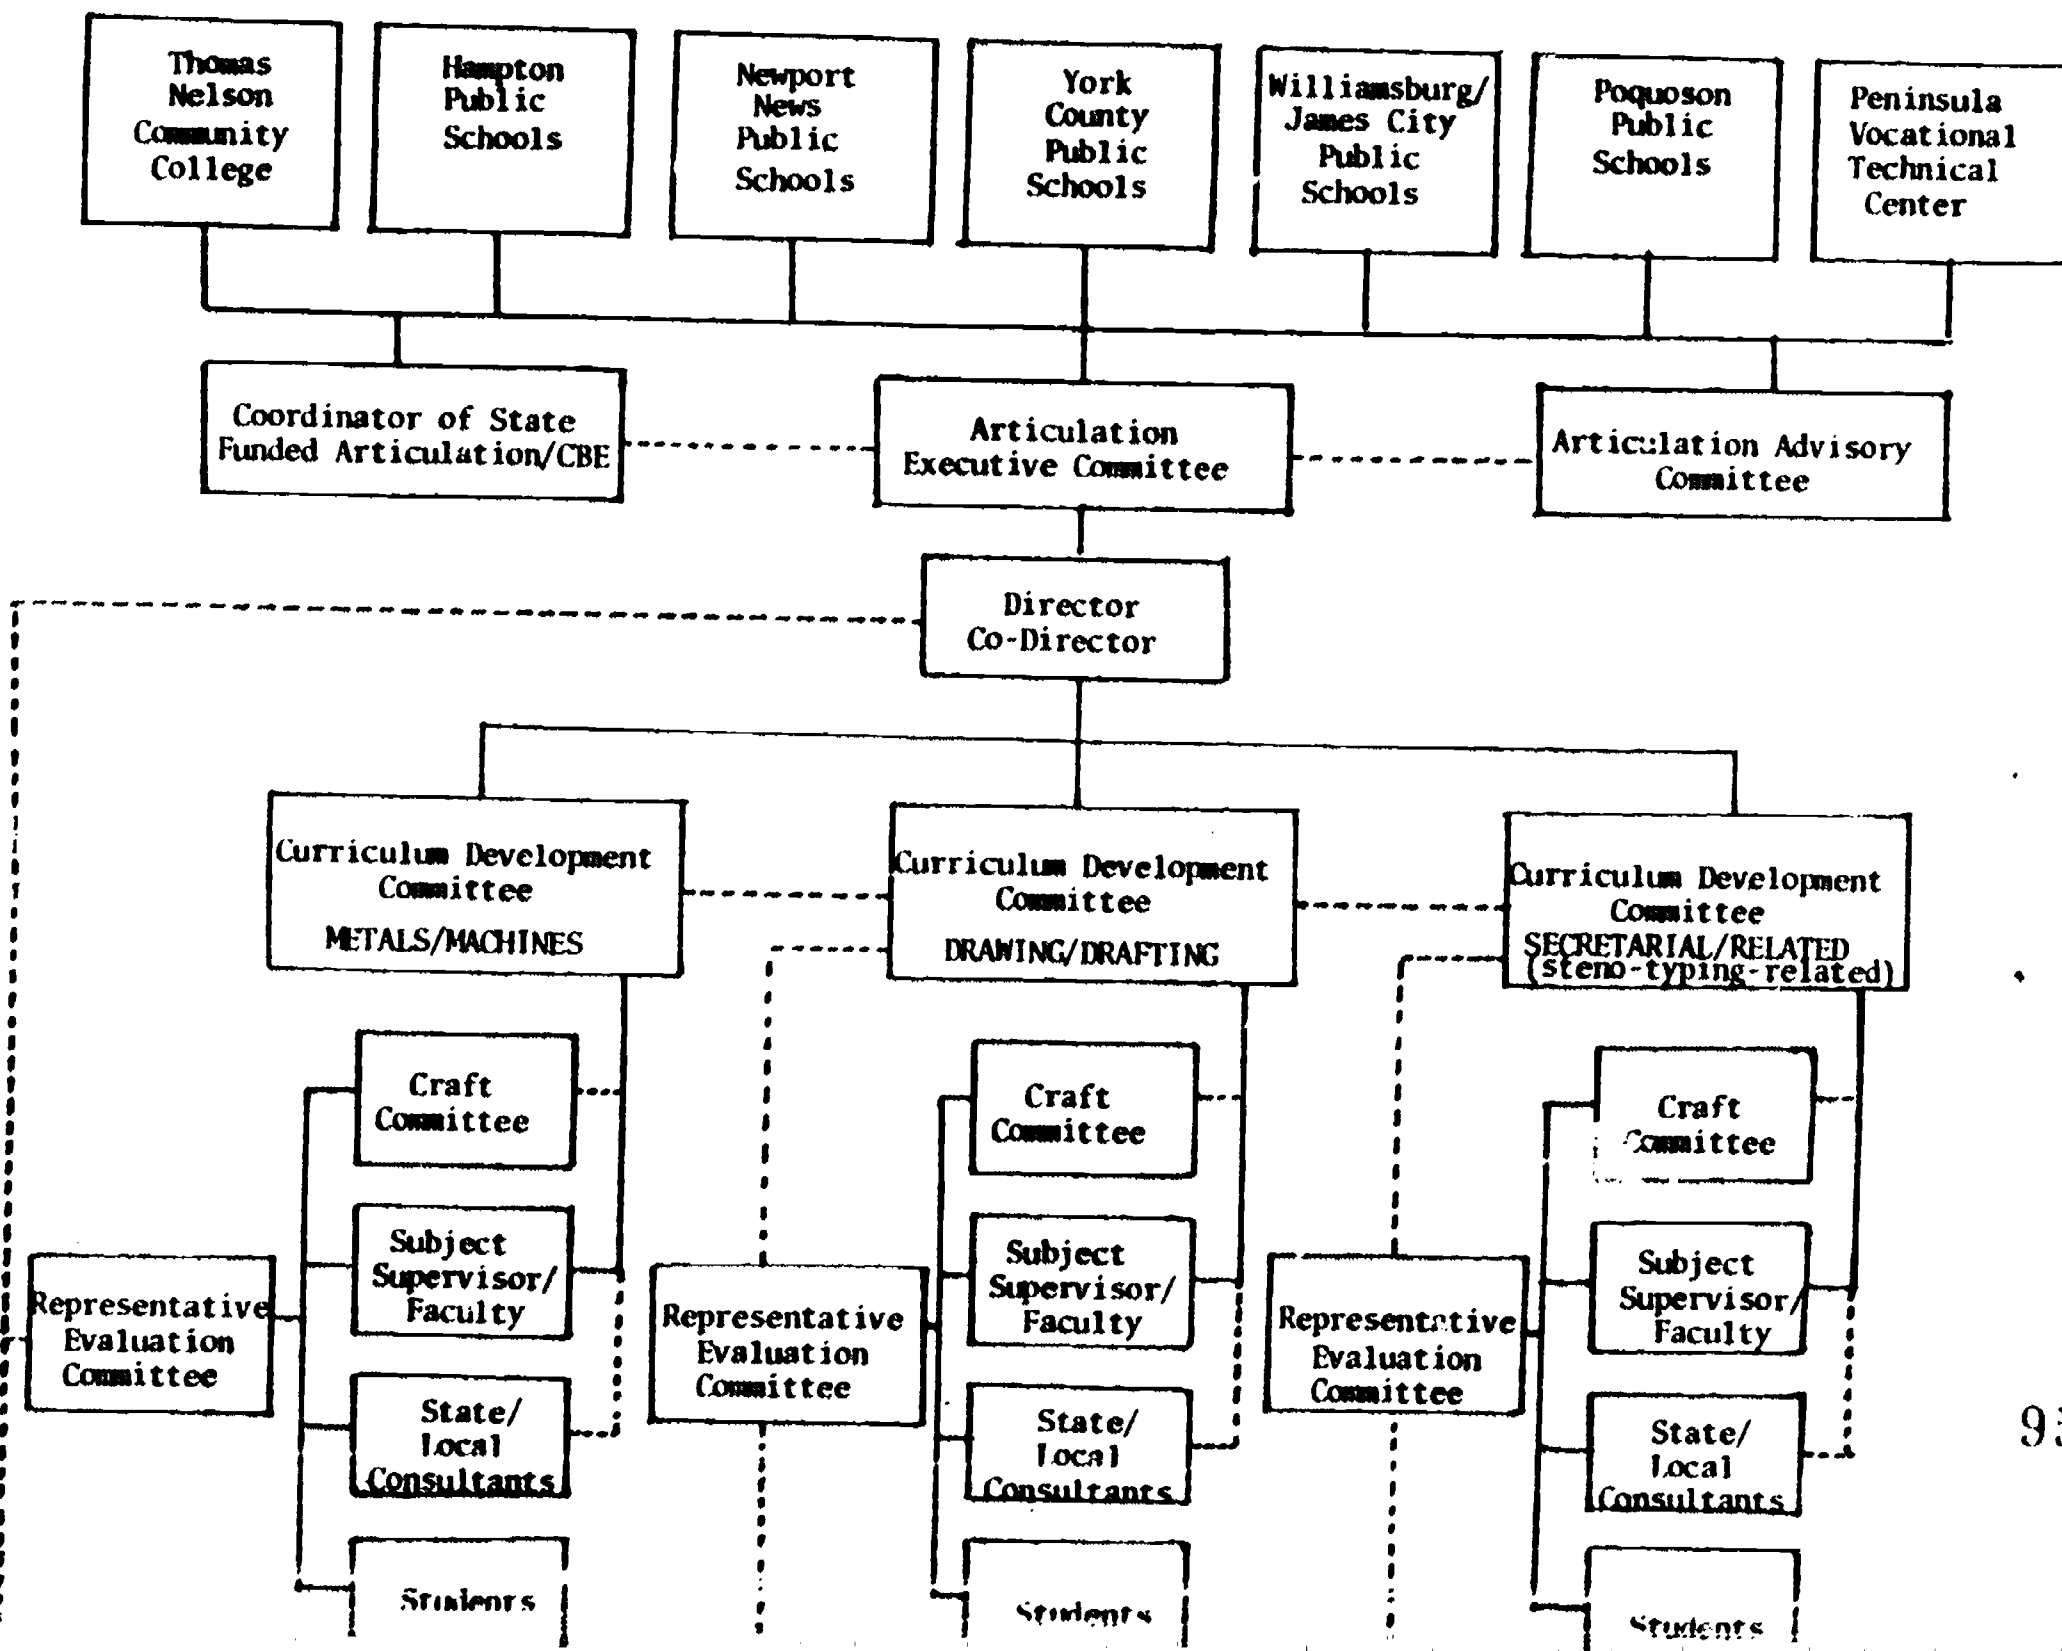 Thomas
Nelson
Community
College
Hampton
Public
Schools
Newport
News
Public
Schools
York
County
Public
Schools
Williamsburg/
James City
Public
Schools
Poquoson
Public
Schools
Peninsula
Vocational
Technical
Center
Coordinator of State
Funded Articulation/CBE
Articulation
Executive Committee
Articulation Advisory
Committee
Director
Co-Director
Curriculum Development
Committee
METALS/MACHINES
Curriculum Development
Committee
DRAWING/DRAFTING
Curriculum Development
Committee
SECRETARIAL/RELATED
(steno-typing-related)
Craft
Committee
Subject
Supervisor/
Faculty
State/
Local
Consultants
Students
Representative
Evaluation
Committee
Craft
Committee
Subject
Supervisor/
Faculty
State/
Local
Consultants
Students
Representative
Evaluation
Committee
Craft
Committee
Subject
Supervisor/
Faculty
State/
Local
Consultants
Students
Representative
Evaluation
Committee